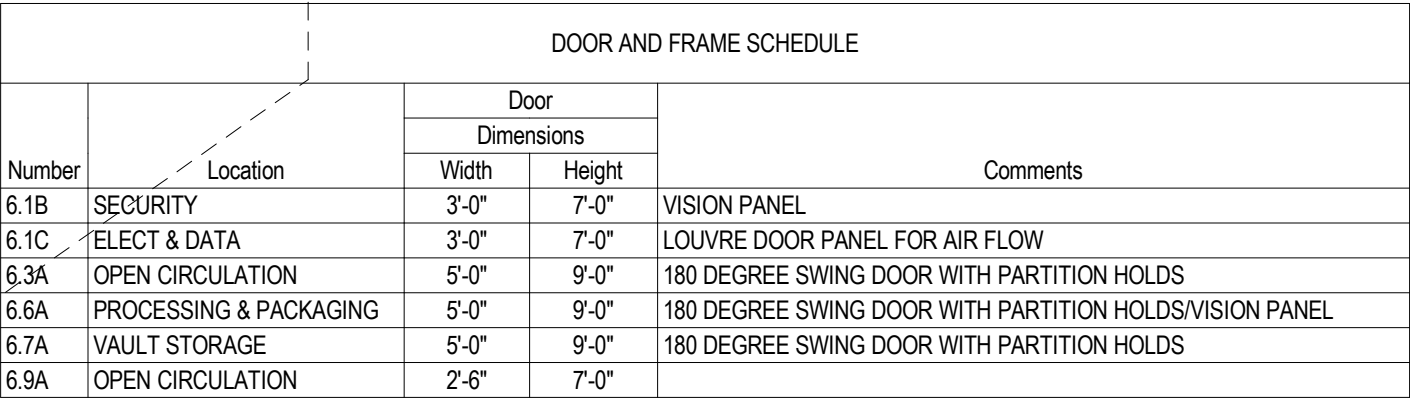 DOOR AND FRAME SCHEDULE
Door
Dimensions
Number Location Width Height Comments
6.1B SECURITY 3'-0" 7'-0" VISION PANEL
6.1C ELECT & DATA 3'-0" 7'-0" LOUVRE DOOR PANEL FOR AIR FLOW
6.3A OPEN CIRCULATION 5'-0" 9'-0" 180 DEGREE SWING DOOR WITH PARTITION HOLDS
6.6A PROCESSING & PACKAGING 5'-0" 9'-0" 180 DEGREE SWING DOOR WITH PARTITION HOLDS/VISION PANEL
6.7A VAULT STORAGE 5'-0" 9'-0" 180 DEGREE SWING DOOR WITH PARTITION HOLDS
6.9A OPEN CIRCULATION 2'-6" 7'-0"